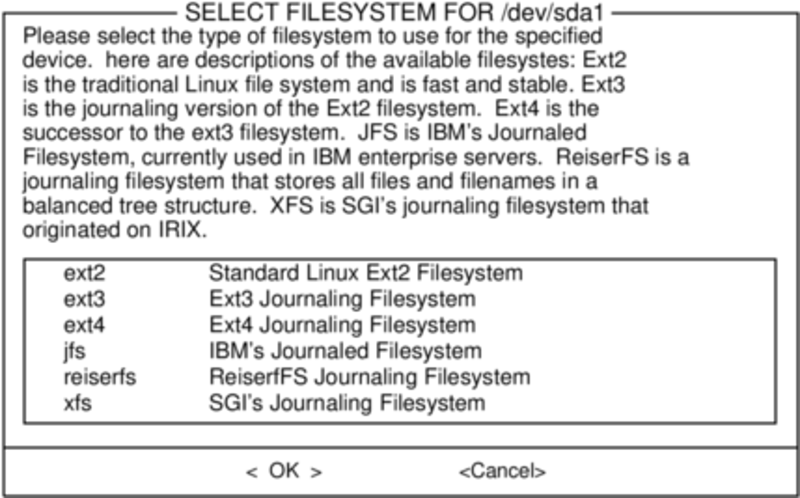 SELECT FILESYSTEM FOR /dev/sda1
Please select the type of filesystem to use for the specified
device. here are descriptions of the available filesystes: Ext2
is the traditional Linux file system and is fast and stable. Ext3
is the journaling version of the Ext2 filesystem. Ext4 is the
successor to the ext3 filesystem. JFS is IBM's Journaled
Filesystem, currently used in IBM enterprise servers. ReiserFS is a
journaling filesystem that stores all files and filenames in a
balanced tree structure. XFS is SGI's journaling filesystem that
originated on IRIX.
ext2 Standard Linux Ext2 Filesystem
ext3 Ext3 Journaling Filesystem
ext4 Ext4 Journaling Filesystem
jfs IBM's Journaled Filesystem
reiserfs ReiserfFS Journaling Filesystem
xfs SGI's Journaling Filesystem
< OK > <Cancel>